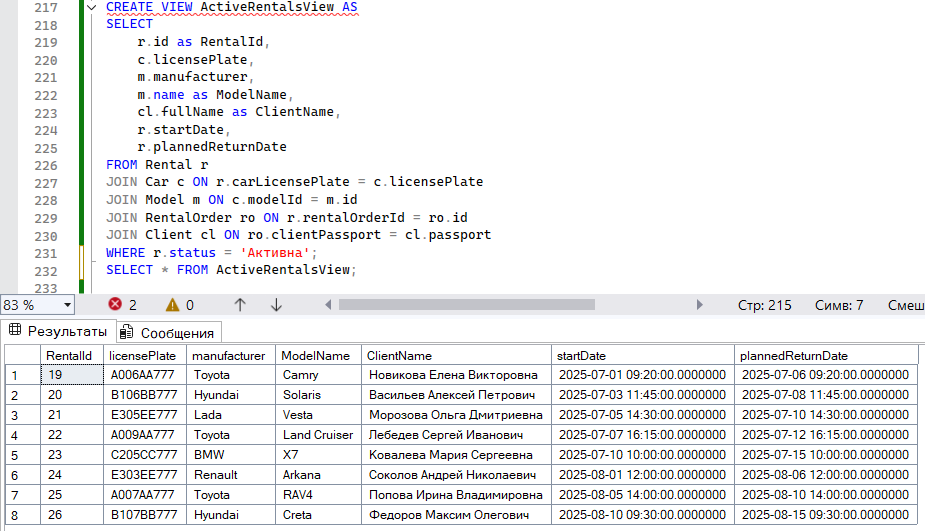 217 CREATE VIEW ActiveRentalsView AS
218 SELECT
219 r.id as RentalId,
220 c.licensePlate,
221 m.manufacturer,
222 m.name as ModelName,
223 cl.fullName as ClientName,
224 r.startDate,
225 r.plannedReturnDate
226 FROM Rental r
227 JOIN Car c ON r.carLicensePlate = c.licensePlate
228 JOIN Model m ON c.modelId = m.id
229 JOIN RentalOrder ro ON r.rentalOrderId = ro.id
230 JOIN Client cl ON ro.clientPassport = cl.passport
231 WHERE r.status = 'Активна';
232 SELECT * FROM ActiveRentalsView;
233
83 % 2 0 Стр: 215 Симв: 7 Смеш
Результаты Сообщения
RentalId licensePlate manufacturer ModelName ClientName startDate plannedReturnDate
1 19 A006AA777 Toyota Camry Новикова Елена Викторовна 2025-07-01 09:20:00.0000000 2025-07-06 09:20:00.0000000
2 20 B106BB777 Hyundai Solaris Васильев Алексей Петрович 2025-07-03 11:45:00.0000000 2025-07-08 11:45:00.0000000
3 21 E305EE777 Lada Vesta Морозова Ольга Дмитриевна 2025-07-05 14:30:00.0000000 2025-07-10 14:30:00.0000000
4 22 A009AA777 Toyota Land Cruiser Лебедев Сергей Иванович 2025-07-07 16:15:00.0000000 2025-07-12 16:15:00.0000000
5 23 C205CC777 BMW X7 Ковалева Мария Сергеевна 2025-07-10 10:00:00.0000000 2025-07-15 10:00:00.0000000
6 24 E303EE777 Renault Arkana Соколов Андрей Николаевич 2025-08-01 12:00:00.0000000 2025-08-06 12:00:00.0000000
7 25 A007AA777 Toyota RAV4 Попова Ирина Владимировна 2025-08-05 14:00:00.0000000 2025-08-10 14:00:00.0000000
8 26 B107BB777 Hyundai Creta Федоров Максим Олегович 2025-08-10 09:30:00.0000000 2025-08-15 09:30:00.0000000